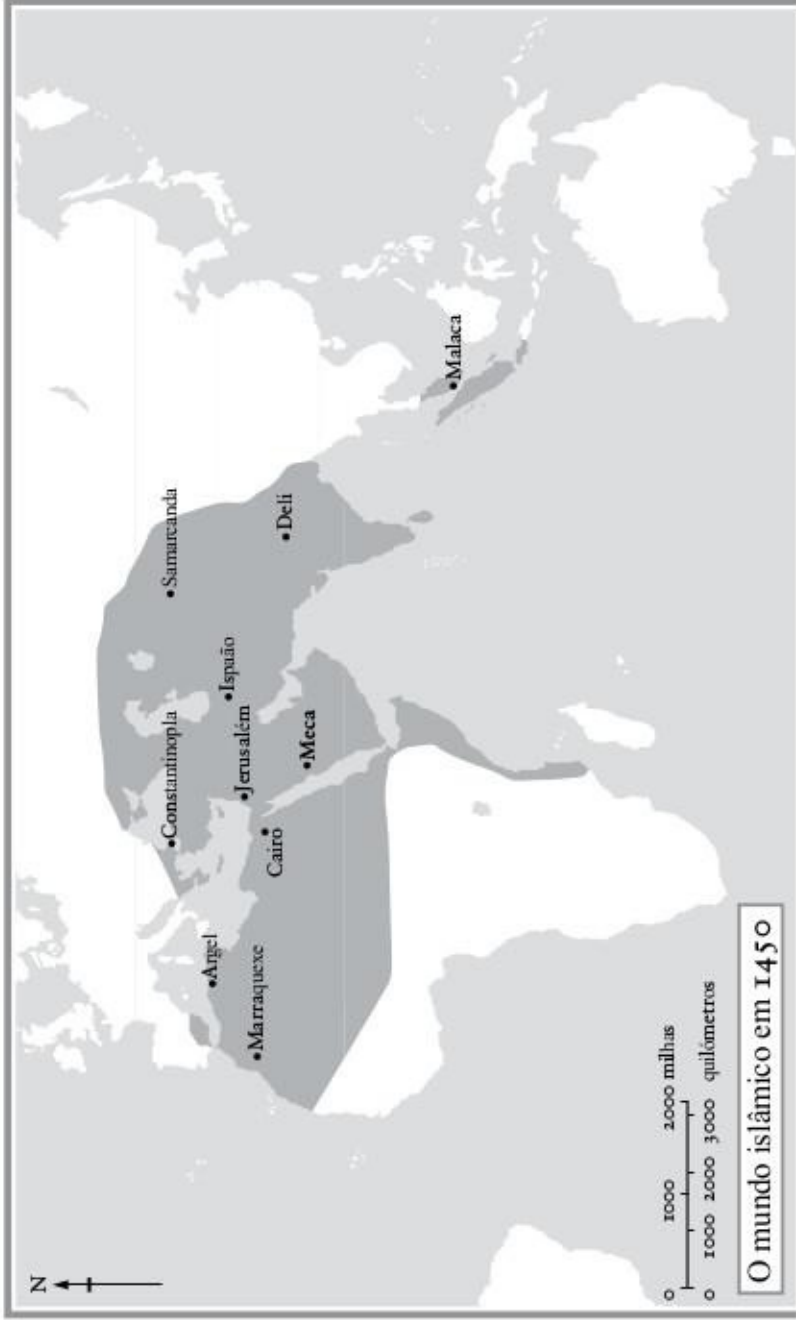 N
Constantinopla
Samarcanda
Argel
Ispaão
Marraquexe
Jerusalém
Cairo
Deli
Meca
Malaca
0 1000 2000 milhas
0 1000 2000 3000 quilómetros
O mundo islâmico em 1450